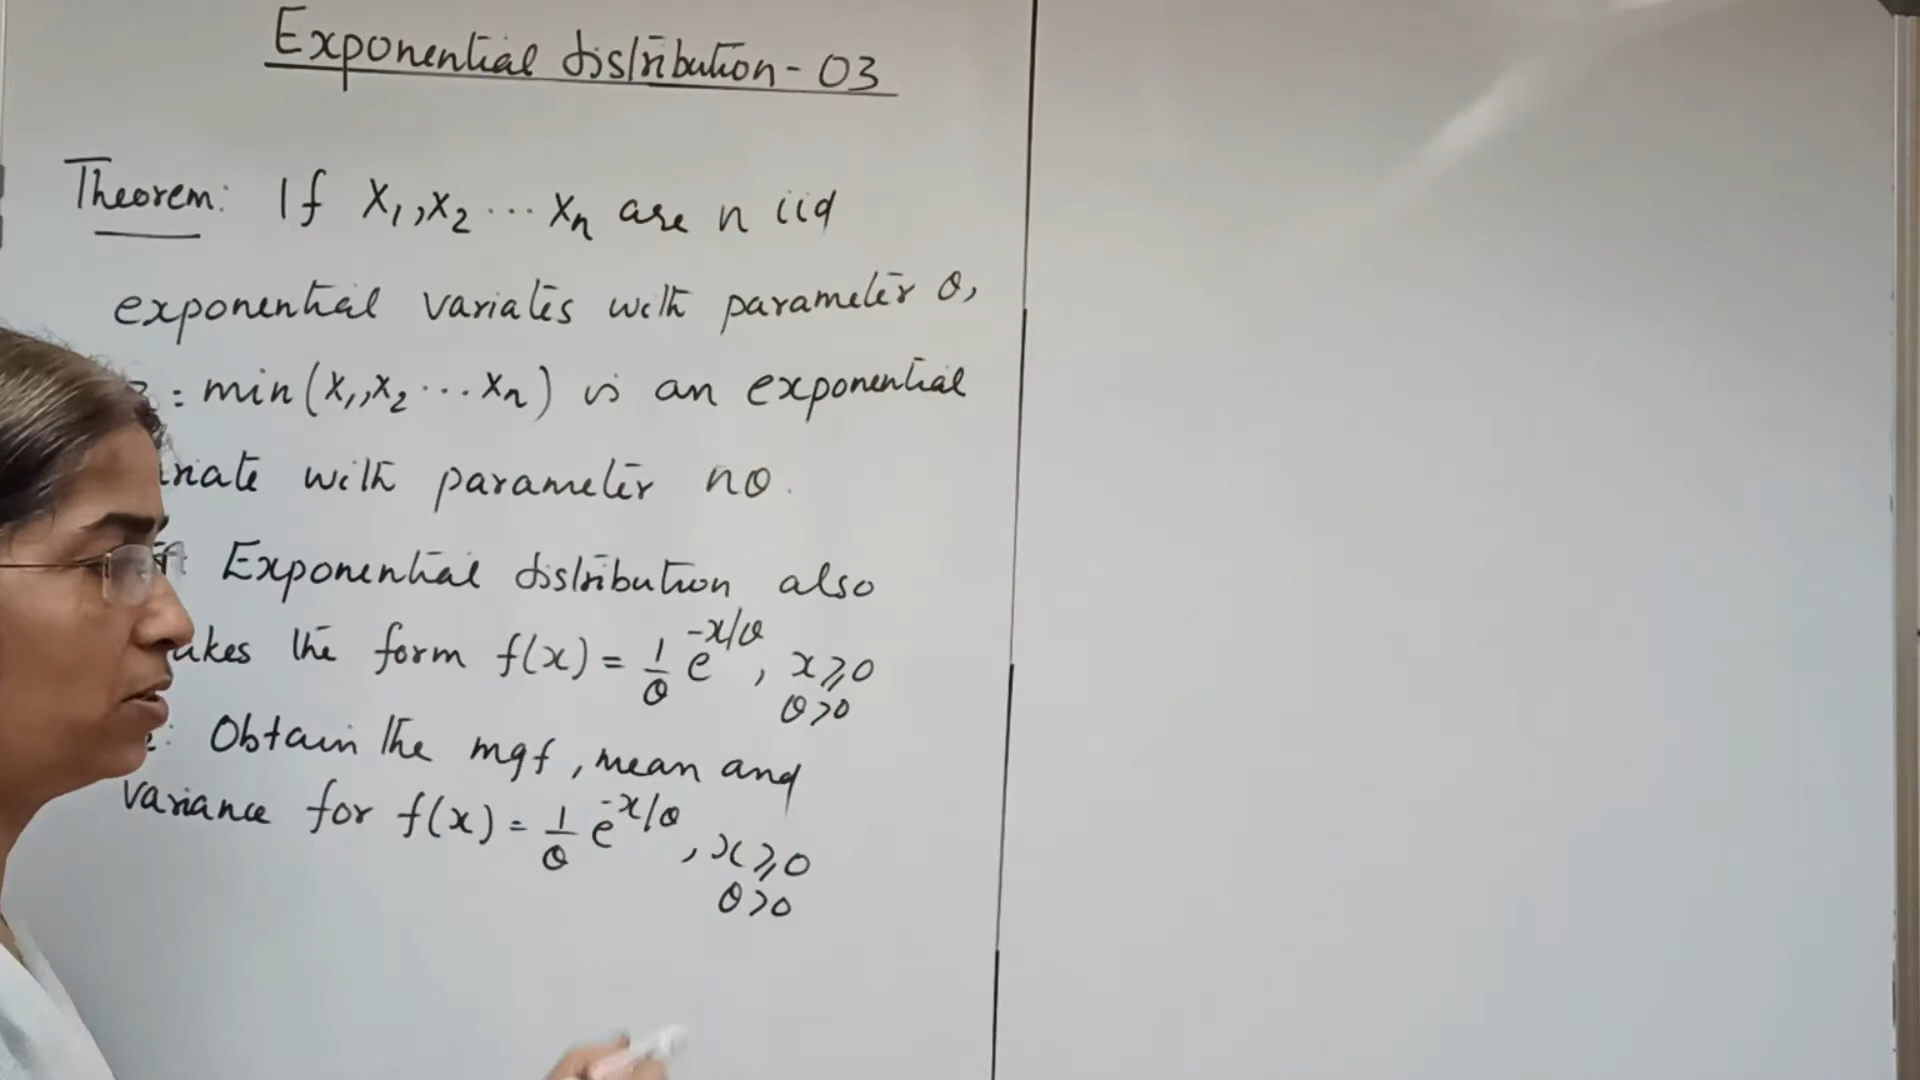 Exponential distribution - 03
Theorem: If X₁, X₂ ... Xₙ are n iid
exponential variates with parameter θ,
= min(X₁, X₂ ... Xₙ) is an exponential
with parameter nθ.
Exponential distribution also
the form f(x) = 1/θ e^(-x/θ), x ≥ 0
θ > 0
: Obtain the mgf, mean and
variance for f(x) = 1/θ e^(-x/θ), x ≥ 0
θ > 0